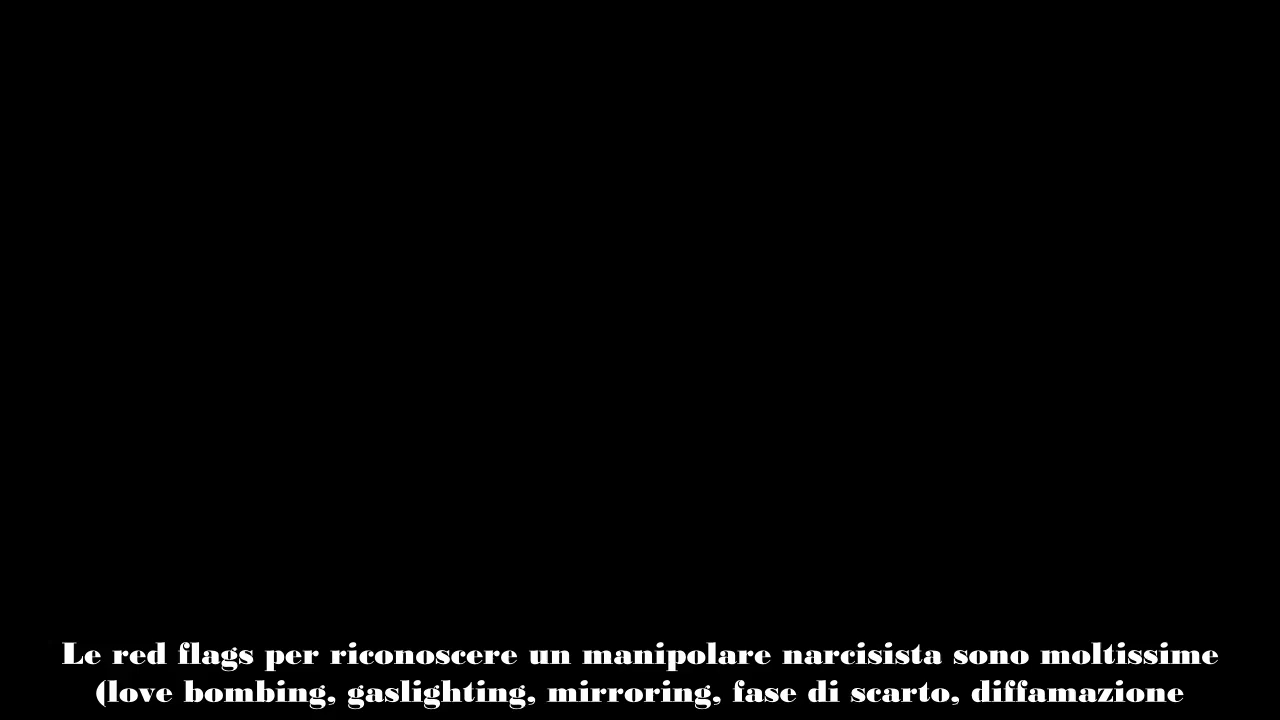 Le red flags per riconoscere un manipolare narcisista sono moltissime
(love bombing, gaslighting, mirroring, fase di scarto, diffamazione